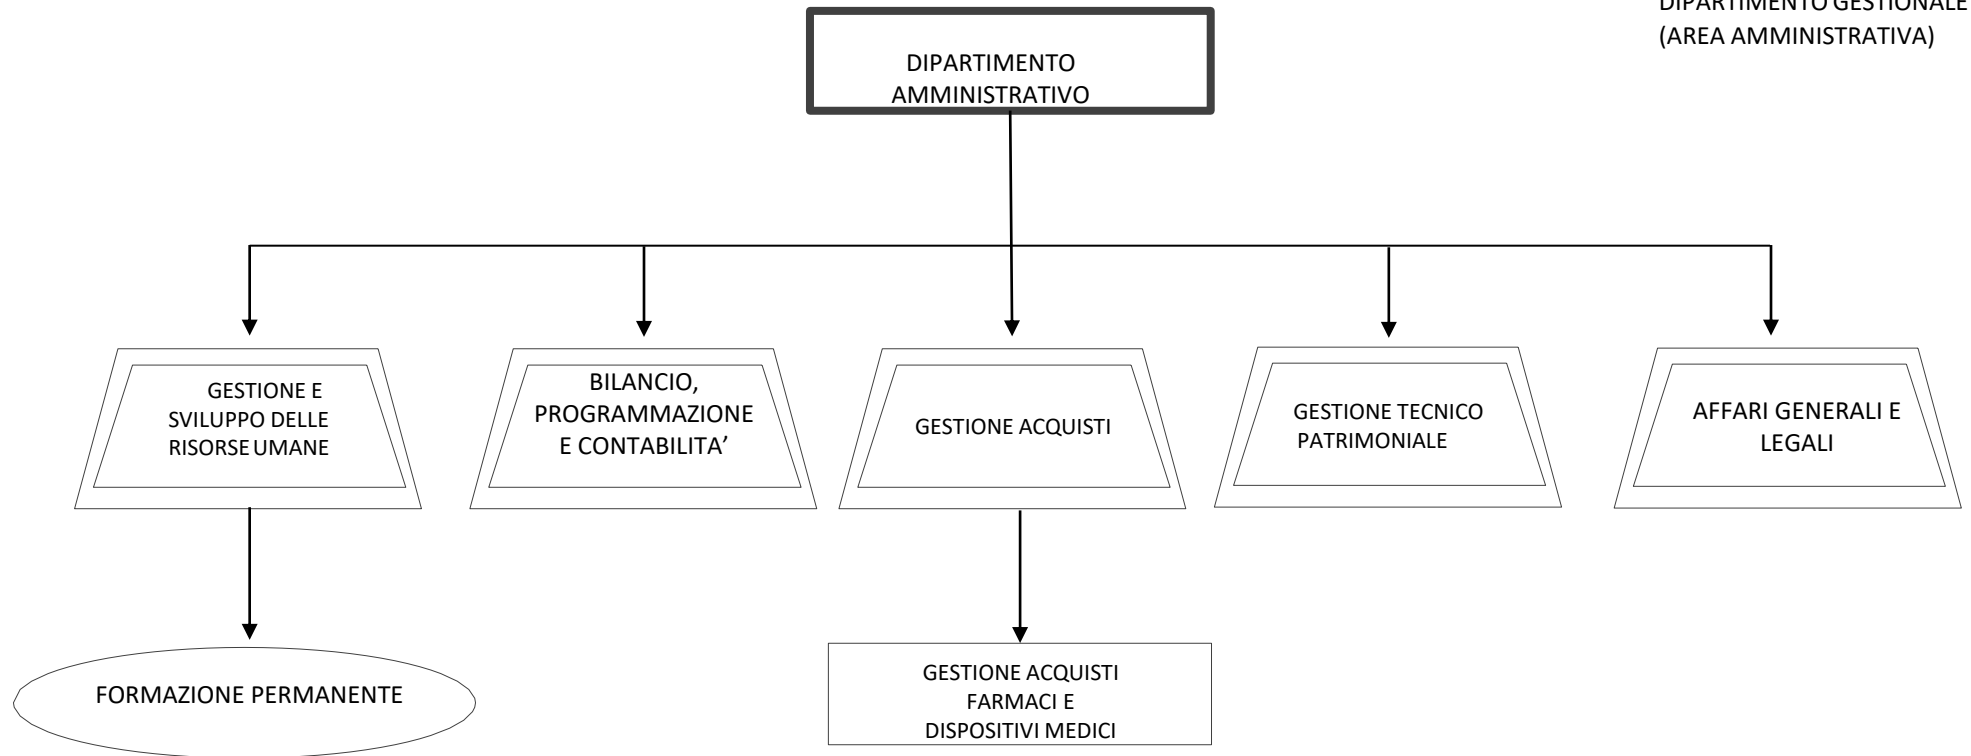 DIPARTIMENTO GESTIONALE
(AREA AMMINISTRATIVA)
DIPARTIMENTO
AMMINISTRATIVO
GESTIONE E
SVILUPPO DELLE
RISORSE UMANE
BILANCIO,
PROGRAMMAZIONE
E CONTABILITA’
GESTIONE ACQUISTI
GESTIONE TECNICO
PATRIMONIALE
AFFARI GENERALI E
LEGALI
FORMAZIONE PERMANENTE
GESTIONE ACQUISTI
FARMACI E
DISPOSITIVI MEDICI